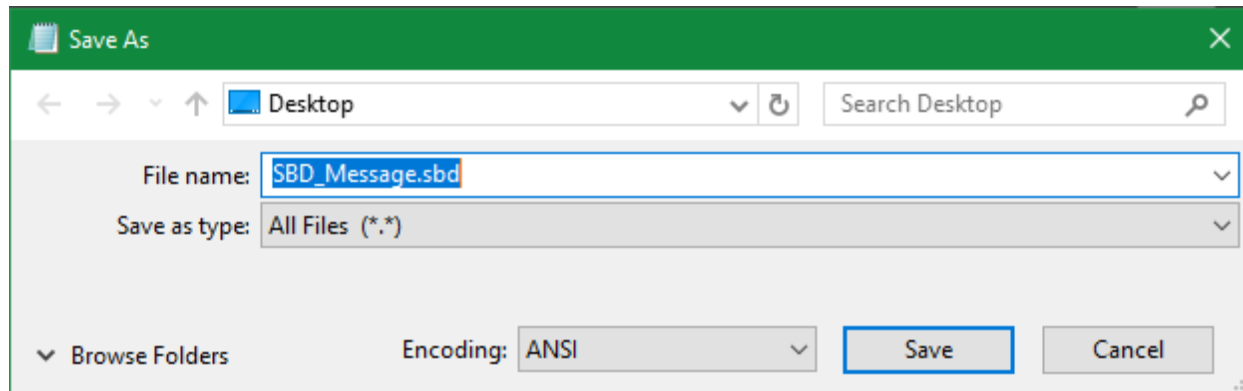 Save As
Desktop
Search Desktop
File name: SBD_Message.sbd
Save as type: All Files (*.*)
Browse Folders
Encoding: ANSI
Save
Cancel